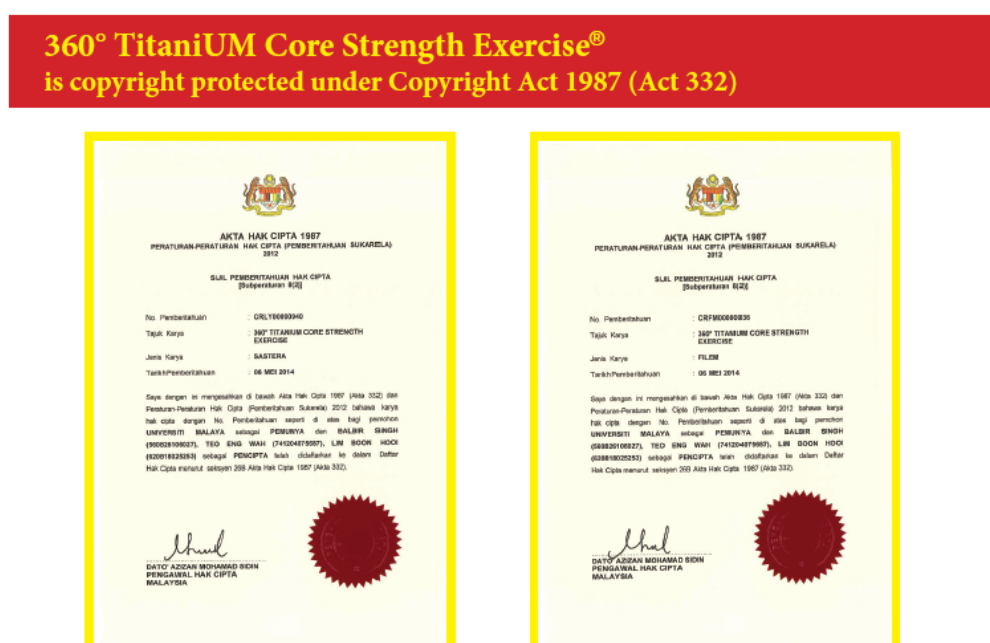 360° TitaniUM Core Strength Exercise®
is copyright protected under Copyright Act 1987 (Act 332)
AKTA HAK CIPTA 1987
PERATURAN-PERATURAN HAK CIPTA (PEMBERITAHUAN SUKARELA)
2012
SIJIL PEMBERITAHUAN HAK CIPTA
[Subperaturan 8(2)]
No. Pemberitahuan : CRLY00000940
Tajuk Karya : 360° TITANIUM CORE STRENGTH
EXERCISE
Jenis Karya : SASTERA
Tarikh Pemberitahuan : 06 MEI 2014
Saya dengan ini mengesahkan di bawah Akta Hak Cipta 1987 (Akta 332) dan
Peraturan-Peraturan Hak Cipta (Pemberitahuan Sukarela) 2012 bahawa karya
hak cipta dengan No. Pemberitahuan seperti di atas bagi pemohon
UNIVERSITI MALAYA sebagai PEMUNYA dan BALBIR SINGH
TEO ENG WAH LIM BOON HOOI
sebagai PENCIPTA telah didaftarkan ke dalam Daftar
Hak Cipta menurut seksyen 26B Akta Hak Cipta 1987 (Akta 332).
DATO' AZIZAN MOHAMAD SIDIN
PENGAWAL HAK CIPTA
MALAYSIA
AKTA HAK CIPTA 1987
PERATURAN-PERATURAN HAK CIPTA (PEMBERITAHUAN SUKARELA)
2012
SIJIL PEMBERITAHUAN HAK CIPTA
[Subperaturan 8(2)]
No. Pemberitahuan :
Tajuk Karya : 360° TITANIUM CORE STRENGTH
EXERCISE
Jenis Karya : FILEM
Tarikh Pemberitahuan : 06 MEI 2014
Saya dengan ini mengesahkan di bawah Akta Hak Cipta 1987 (Akta 332) dan
Peraturan-Peraturan Hak Cipta (Pemberitahuan Sukarela) 2012 bahawa karya
hak cipta dengan No. Pemberitahuan seperti di atas bagi pemohon
UNIVERSITI MALAYA sebagai PEMUNYA dan BALBIR SINGH
TEO ENG WAH LIM BOON HOOI
sebagai PENCIPTA telah didaftarkan ke dalam Daftar
Hak Cipta menurut seksyen 26B Akta Hak Cipta 1987 (Akta 332).
DATO' AZIZAN MOHAMAD SIDIN
PENGAWAL HAK CIPTA
MALAYSIA